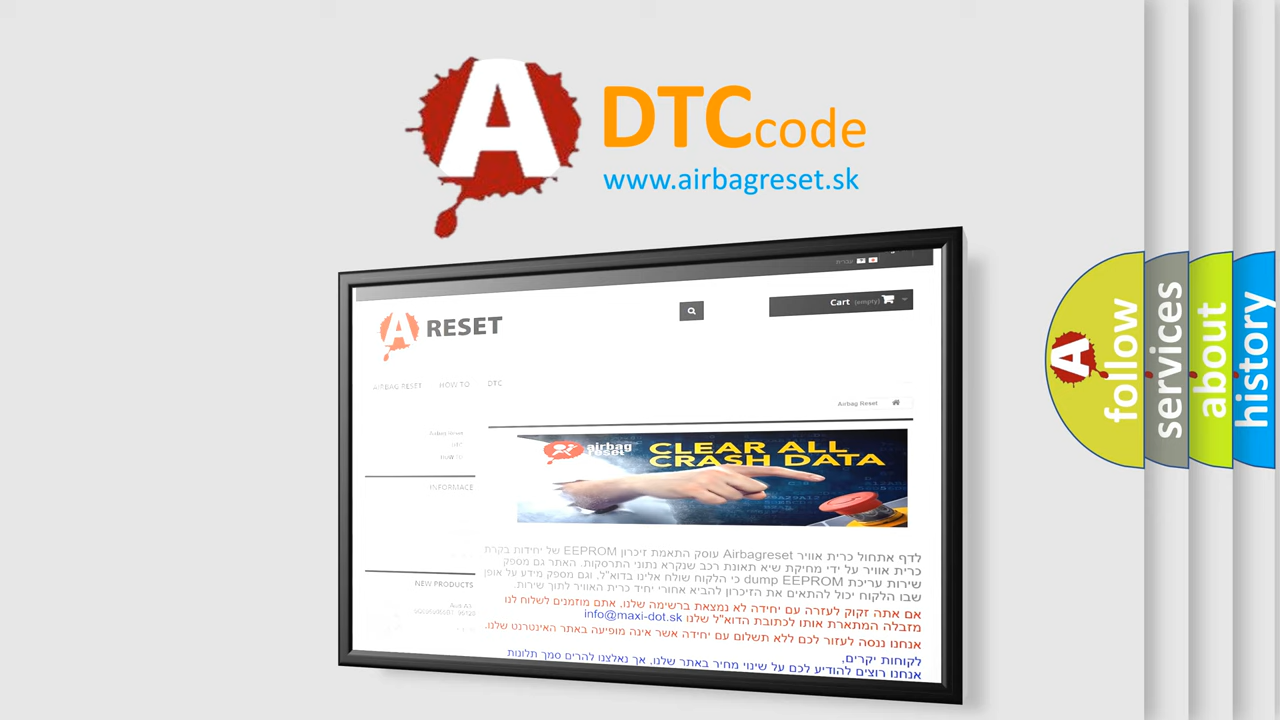 A DTC code
www.airbagreset.sk
עברית
Cart (empty)
A RESET
AIRBAG RESET HOW TO DTC
Airbag Reset
Airbag Reset
HOW TO
INFORMACE
airbag
reset
CLEAR ALL
CRASH DATA
NEW PRODUCTS
לדף אתחול כרית אוויר Airbagreset עוסק התאמת זיכרון EEPROM של יחידות בקרת
כרית אוויר על ידי מחיקת שיא תאונת רכב שנקרא נתוני התרסקות. האתר גם מספק
שירות עריכת dump EEPROM כי הלקוח שולח אלינו בדוא"ל, וגם מספק מידע על אופן
שבו הלקוח יכול להתאים את הזיכרון להביא אחורי יחיד כרית האוויר לתוך שירות.
אם אתה זקוק לעזרה עם יחידה לא נמצאת ברשימה שלנו, אתם מוזמנים לשלוח לנו
מזבלה המתארת אותו לכתובת הדוא"ל שלנו info@maxi-dot.sk
אנחנו ננסה לעזור לכם ללא תשלום עם יחידה אשר אינה מופיעה באתר האינטרנט שלנו.
לקוחות יקרים,
אנחנו רוצים להודיע לכם על שינוי מחיר באתר שלנו, אך נאלצנו להרים סמך תלונות
A follow
services
about
history